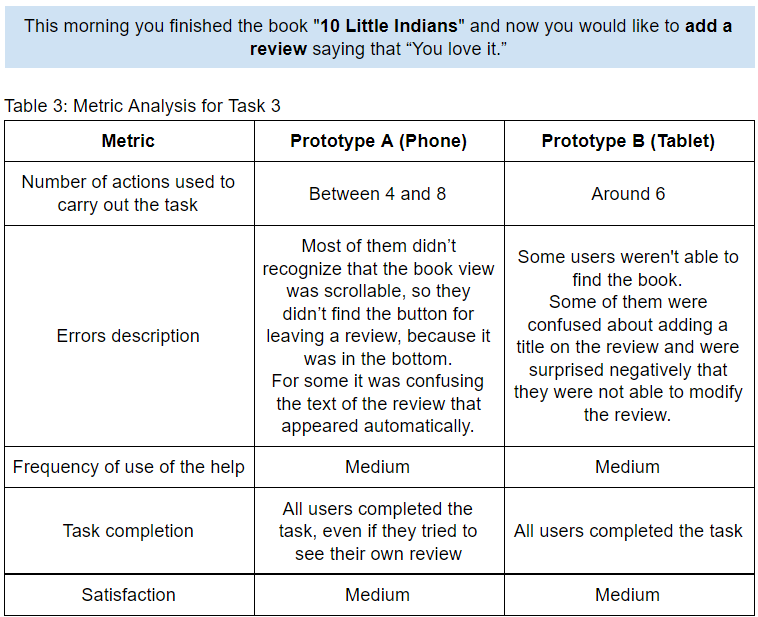 This morning you finished the book "10 Little Indians" and now you would like to add a
review saying that “You love it.”
Table 3: Metric Analysis for Task 3
Metric
Prototype A (Phone)
Prototype B (Tablet)
Number of actions used to
carry out the task
Between 4 and 8
Around 6
Errors description
Most of them didn’t
recognize that the book view
was scrollable, so they
didn’t find the button for
leaving a review, because it
was in the bottom.
For some it was confusing
the text of the review that
appeared automatically.
Some users weren't able to
find the book.
Some of them were
confused about adding a
title on the review and were
surprised negatively that
they were not able to modify
the review.
Frequency of use of the help
Medium
Medium
Task completion
All users completed the
task, even if they tried to
see their own review
All users completed the task
Satisfaction
Medium
Medium